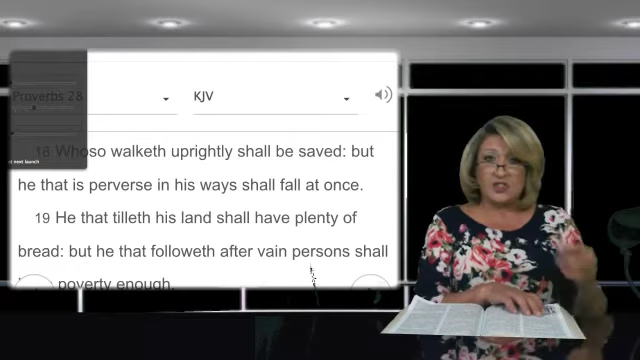 Proverbs 28
KJV
18 Whoso walketh uprightly shall be saved: but
he that is perverse in his ways shall fall at once.
19 He that tilleth his land shall have plenty of
bread: but he that followeth after vain persons shall
poverty enough.
next launch